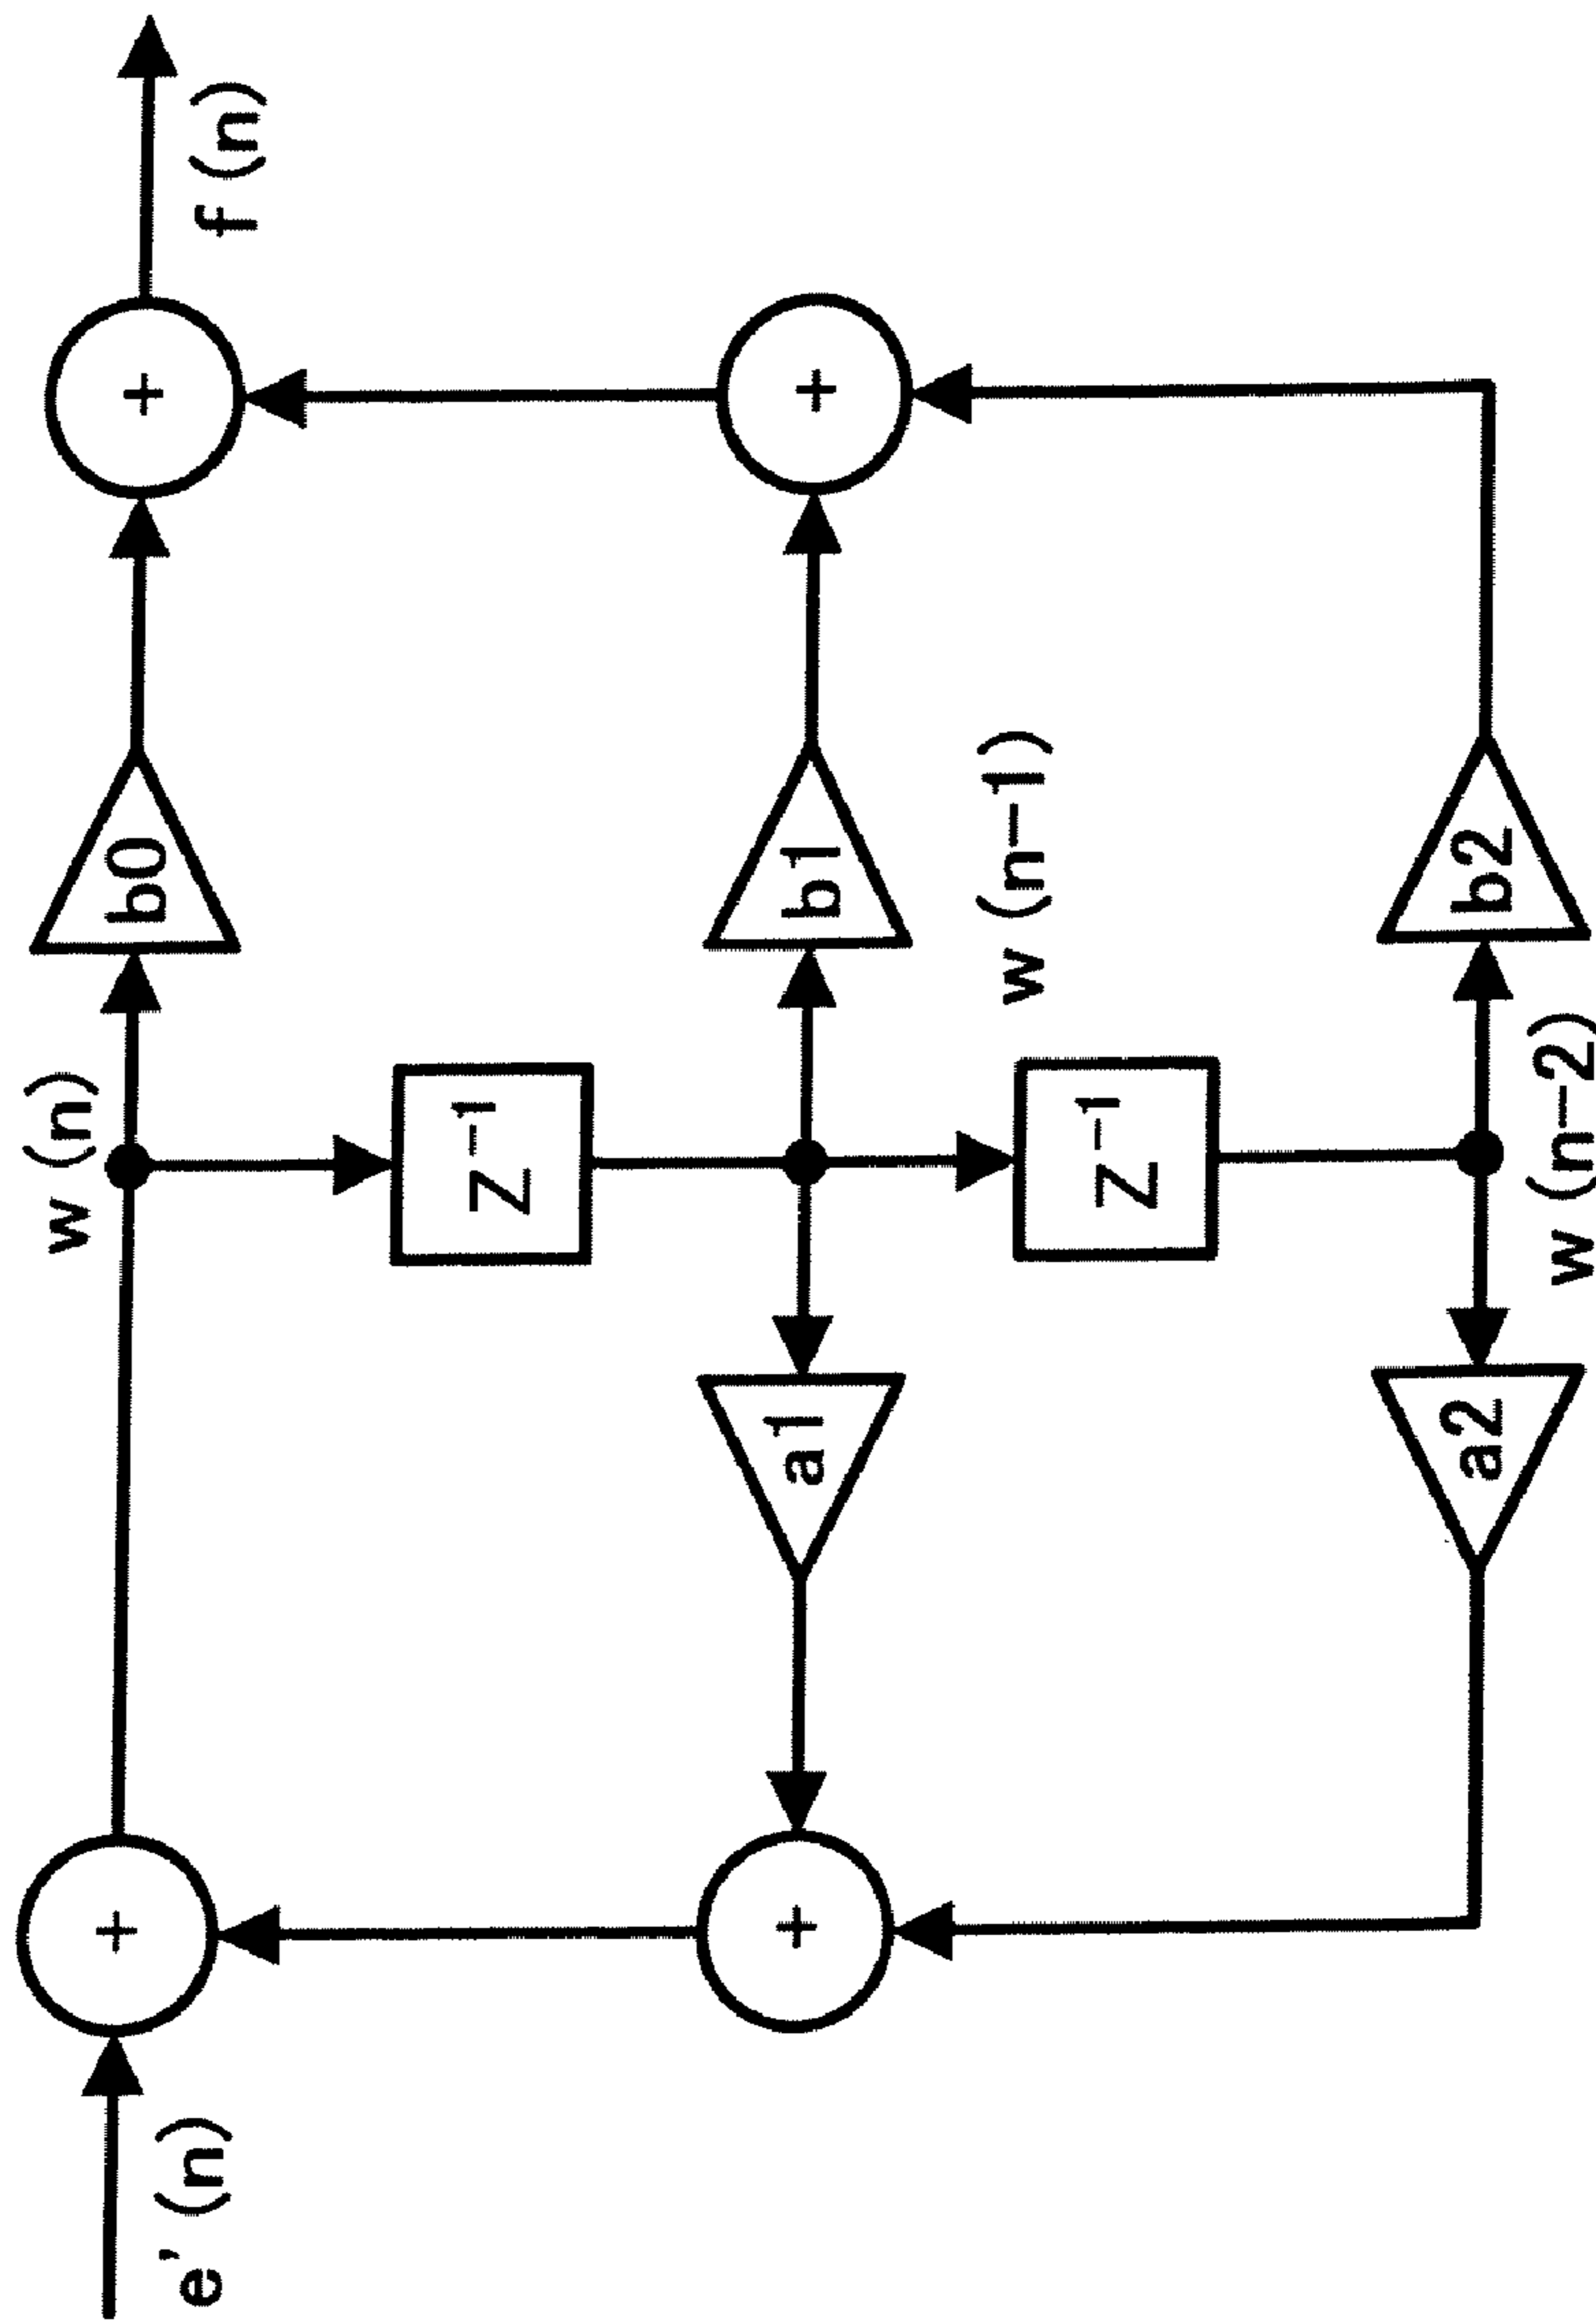 e' (n)
+
w (n)
b0
+
f (n)
Z⁻¹
+
a1
b1
+
w (n-1)
Z⁻¹
a2
b2
w (n-2)